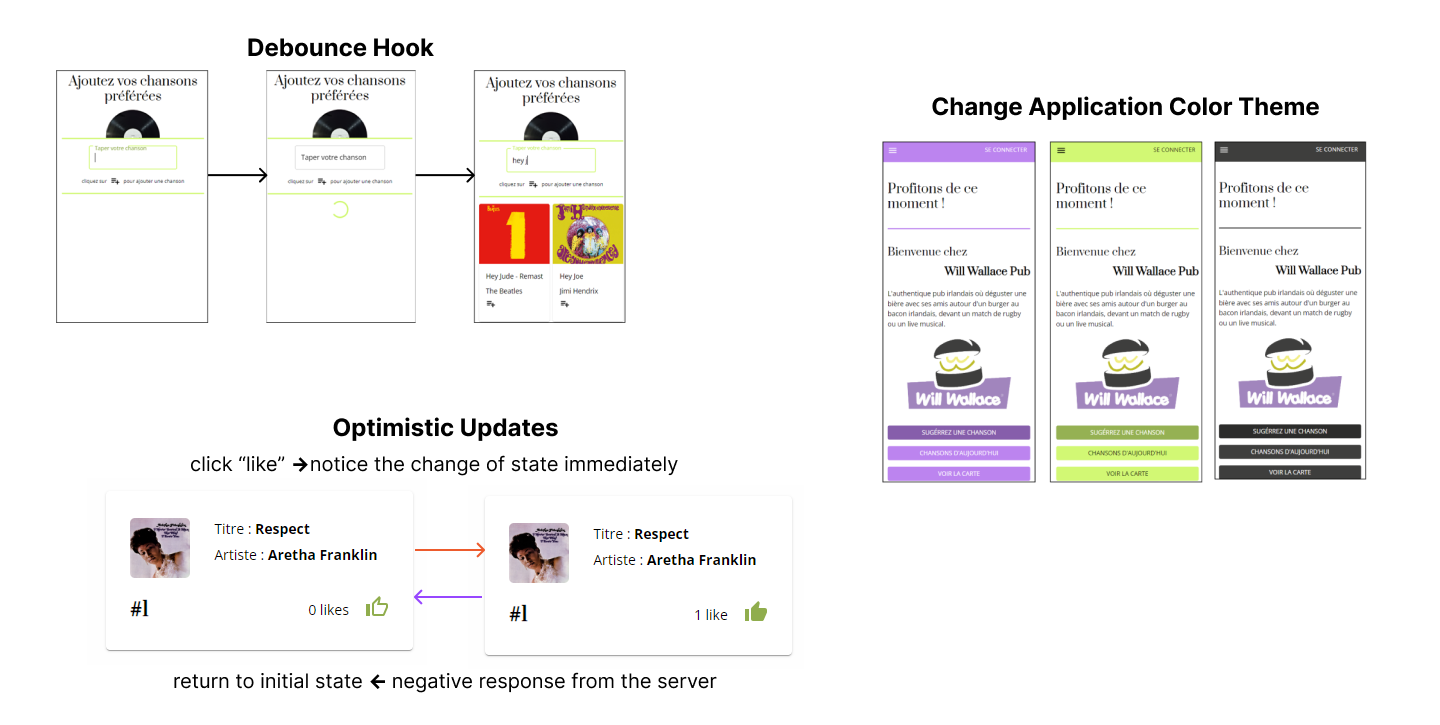 Debounce Hook
Ajoutez vos chansons
préférées
Taper votre chanson
cliquez sur pour ajouter une chanson
Ajoutez vos chansons
préférées
Taper votre chanson
cliquez sur pour ajouter une chanson
Ajoutez vos chansons
préférées
Taper votre chanson
hey j
cliquez sur pour ajouter une chanson
1
Hey Jude - Remast
The Beatles
Hey Joe
Jimi Hendrix
Change Application Color Theme
SE CONNECTER
Profitons de ce
moment !
Bienvenue chez
Will Wallace Pub
L'authentique pub irlandais où déguster une
bière avec ses amis autour d'un burger au
bacon irlandais, devant un match de rugby
ou un live musical.
Will Wallace
SUGÉRREZ UNE CHANSON
CHANSONS D'AUJOURD'HUI
VOIR LA CARTE
SE CONNECTER
Profitons de ce
moment !
Bienvenue chez
Will Wallace Pub
L'authentique pub irlandais où déguster une
bière avec ses amis autour d'un burger au
bacon irlandais, devant un match de rugby
ou un live musical.
Will Wallace
SUGÉRREZ UNE CHANSON
CHANSONS D'AUJOURD'HUI
VOIR LA CARTE
SE CONNECTER
Profitons de ce
moment !
Bienvenue chez
Will Wallace Pub
L'authentique pub irlandais où déguster une
bière avec ses amis autour d'un burger au
bacon irlandais, devant un match de rugby
ou un live musical.
Will Wallace
SUGÉRREZ UNE CHANSON
CHANSONS D'AUJOURD'HUI
VOIR LA CARTE
Optimistic Updates
click “like” → notice the change of state immediately
Titre : Respect
Artiste : Aretha Franklin
#1
0 likes
Titre : Respect
Artiste : Aretha Franklin
#1
1 like
return to initial state ← negative response from the server